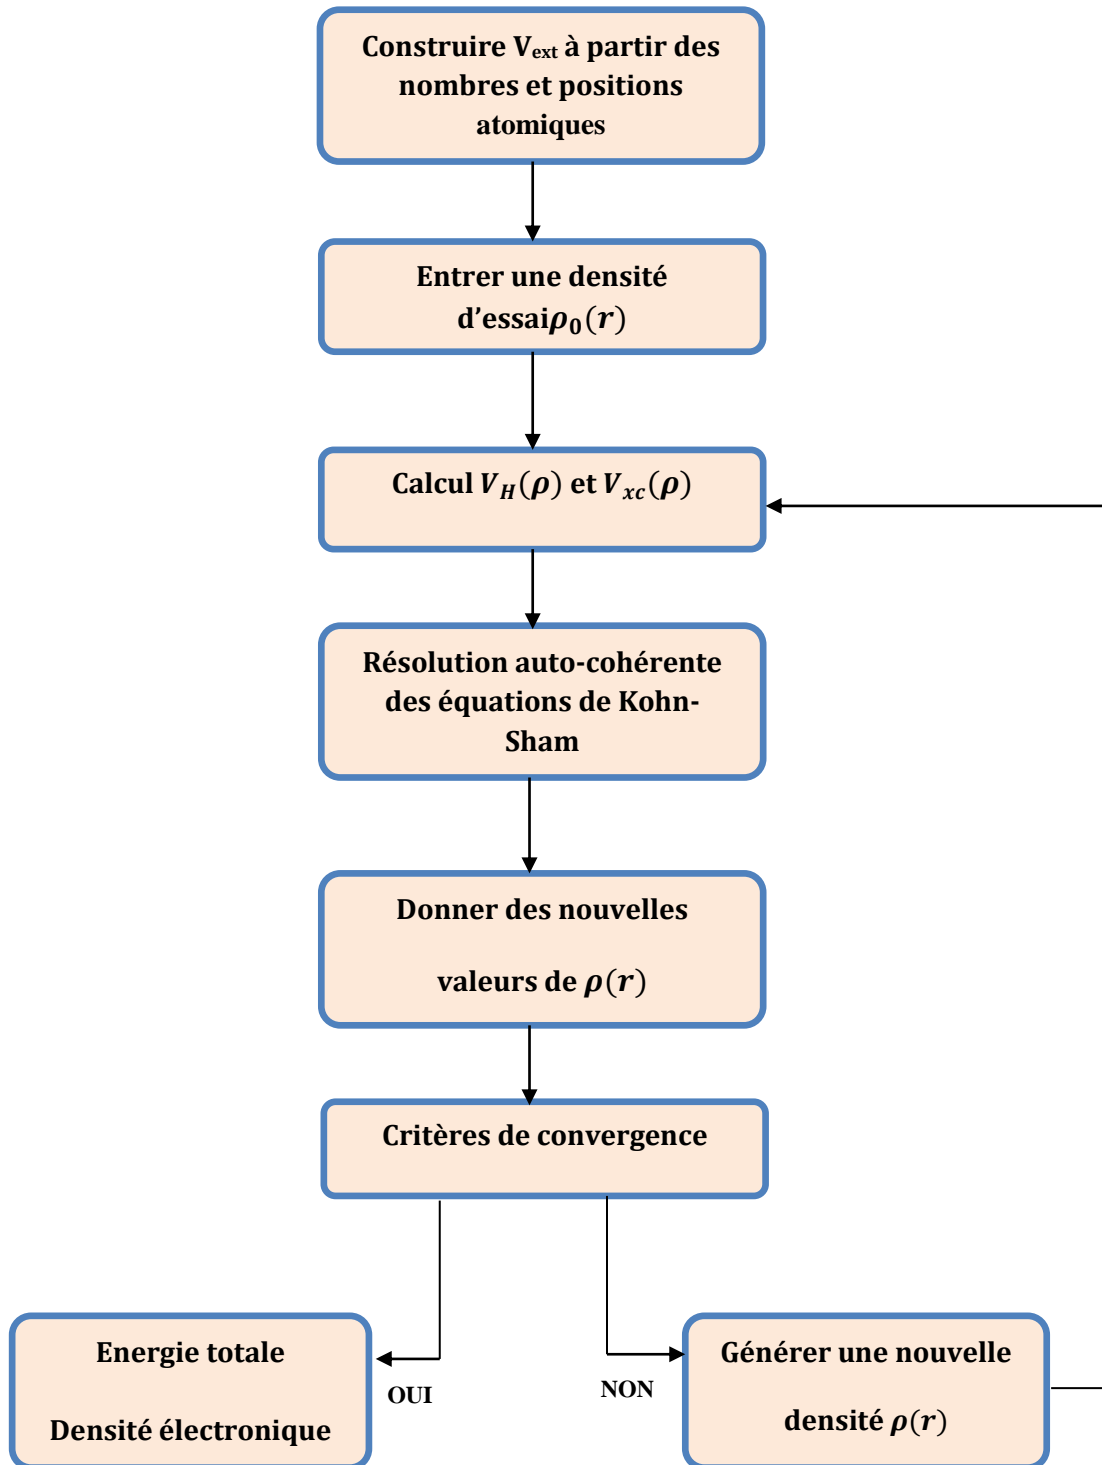 Construire Vext à partir des
nombres et positions
atomiques
Entrer une densité
d'essaiρ₀(r)
Calcul V_H(ρ) et V_xc(ρ)
Résolution auto-cohérente
des équations de Kohn-
Sham
Donner des nouvelles
valeurs de ρ(r)
Critères de convergence
Energie totale
Densité électronique
OUI
NON
Générer une nouvelle
densité ρ(r)